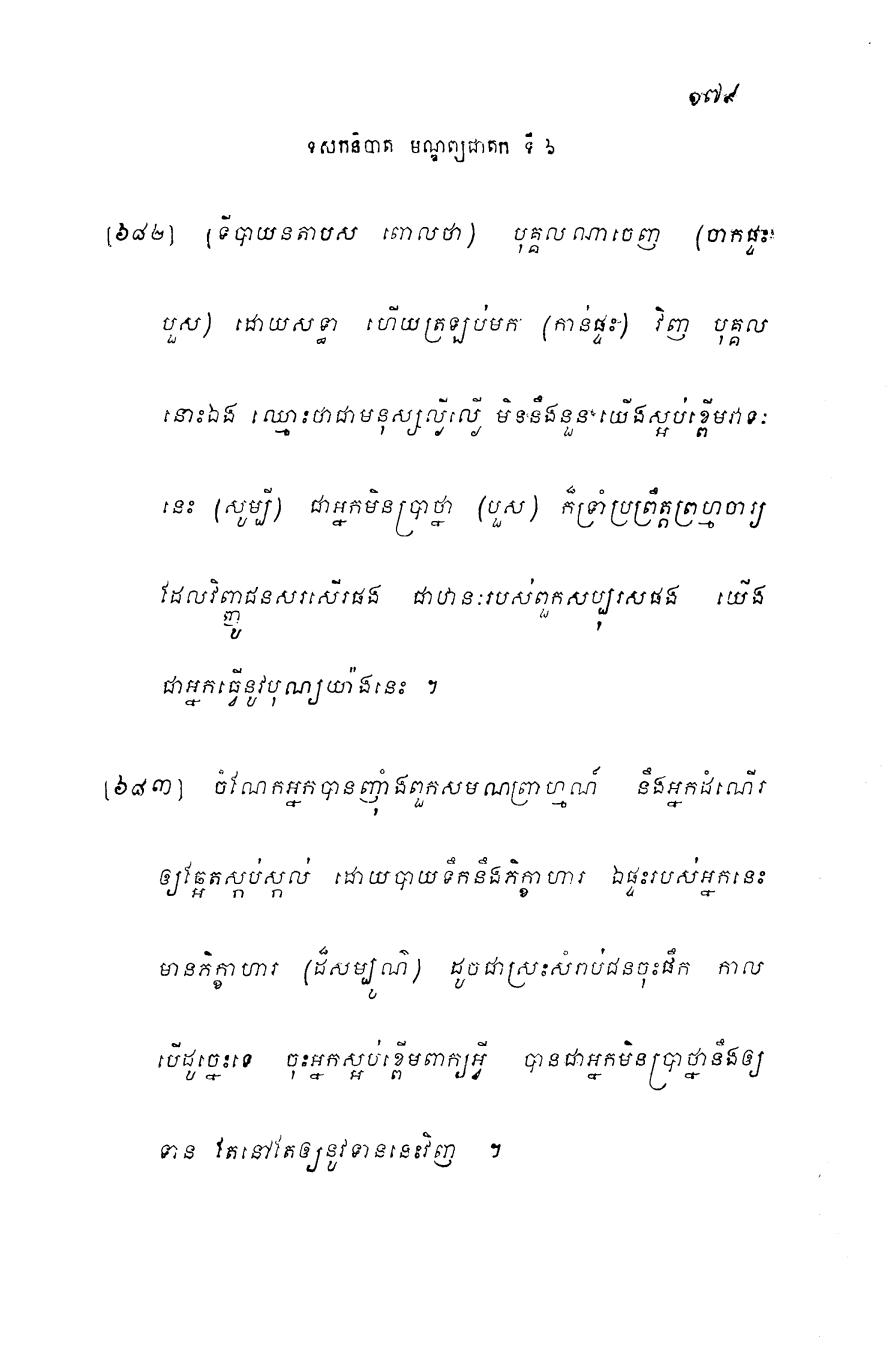 ១៧៩
ទសកនិបាត មណ្ឌព្យជាតក ទី ៦
[៦៨២] (ទីបាយនតាបស ពោលថា) បុគ្គលណាចេញ (ចាកផ្ទះ
បួស) ដោយសទ្ធា ហើយត្រឡប់មក (កាន់ផ្ទះ) វិញ បុគ្គល
នោះឯង ឈ្មោះថាជាមនុស្សល្ងីល្ងើ មិននឹងនួន យើងស្អប់ខ្ពើមវាទៈ
នេះ (សូម្បី) ជាអ្នកមិនប្រាថ្នា (បួស) ក៏ទ្រាំប្រព្រឹត្តព្រហ្មចារ្យ
ដែលវិញ្ញូជនសរសើរផង ជាឋានៈរបស់ពួកសប្បុរសផង យើង
ជាអ្នកធ្វើនូវបុណ្យយ៉ាងនេះ ។
[៦៨៣] ចំណែកអ្នកបានញ៉ាំងពួកសមណព្រាហ្មណ៍ នឹងអ្នកដំណើរ
ឲ្យឆ្អែតស្កប់ស្កល់ ដោយបាយទឹកនឹងភិក្ខាហារ ឯផ្ទះរបស់អ្នកនេះ
មានភិក្ខាហារ (ដ៏សម្បូណ៌) ដូចជាស្រះសំរាប់ជនចុះផឹក កាល
បើដូច្នេះទេ ចុះអ្នកស្អប់ខ្ពើមពាក្យអ្វី បានជាអ្នកមិនប្រាថ្នានឹងឲ្យ
ទាន តែនៅតែឲ្យនូវទាននេះវិញ ។